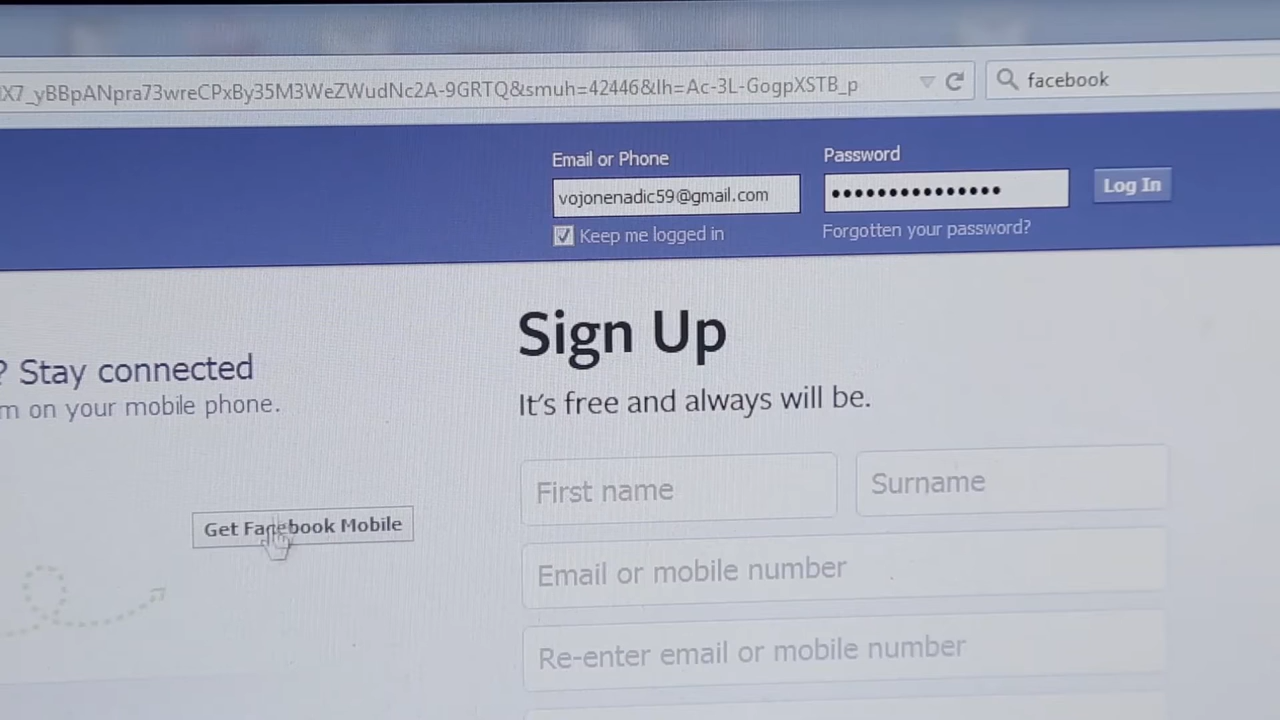 IX7_yBBpANpra73wreCPxBy35M3WeZWudNc2A-9GRTQ&smuh=42446&lh=Ac-3L-GogpXSTB_p
facebook
Email or Phone
Password
vojonenadic59@gmail.com
•••••••••••••••
Log In
Keep me logged in
Forgotten your password?
Sign Up
? Stay connected
m on your mobile phone.
It's free and always will be.
First name
Surname
Get Facebook Mobile
Email or mobile number
Re-enter email or mobile number